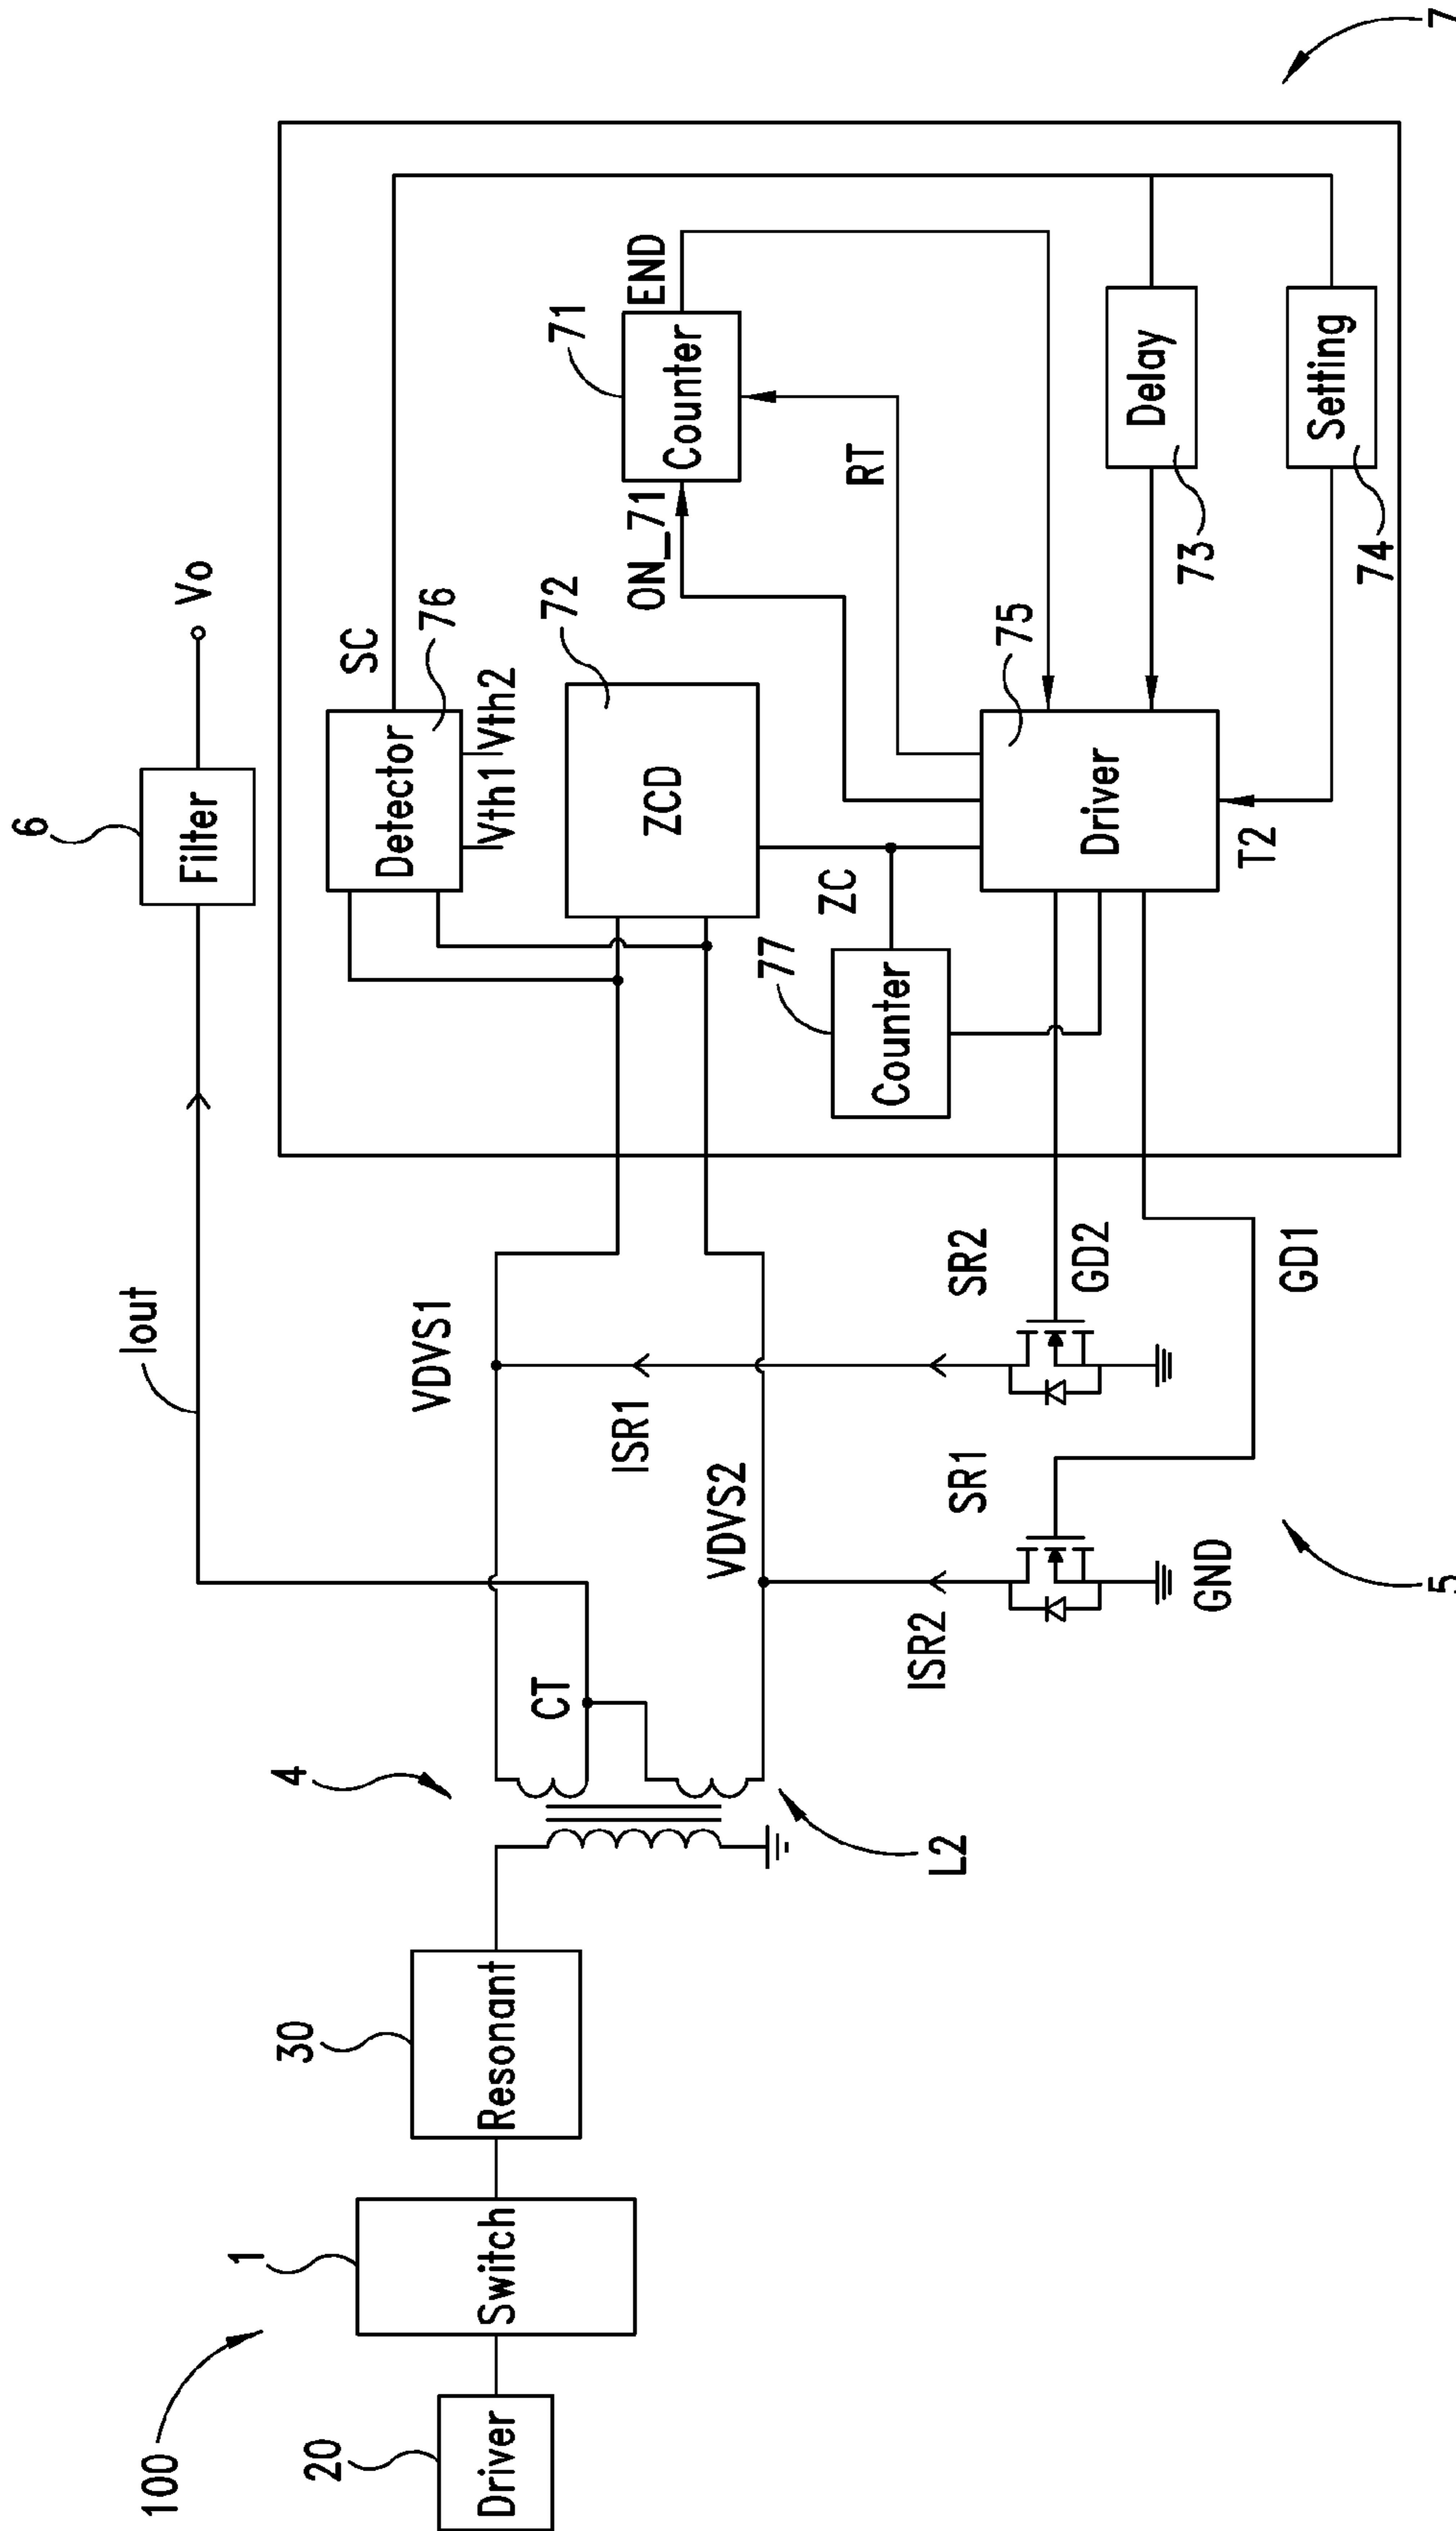 100
20
Driver
1
Switch
30
Resonant
4
L2
CT
Iout
6
Filter
Vo
VDVS1
VDVS2
ISR1
ISR2
SR1
SR2
GND
GD2
GD1
5
7
SC
76
Detector
Vth1
Vth2
72
ZCD
ON_71
71
Counter
END
RT
ZC
77
Counter
75
Driver
T2
73
Delay
74
Setting